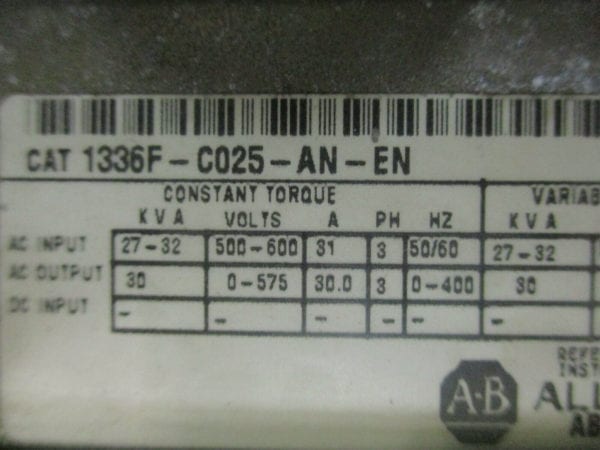 CAT 1336F-C025-AN-EN
CONSTANT TORQUE
KVA VOLTS A PH HZ KVA
AC INPUT 27-32 500-600 31 3 50/60 27-32
AC OUTPUT 30 0-575 30.0 3 0-400 30
DC INPUT - - - - - -
A-B